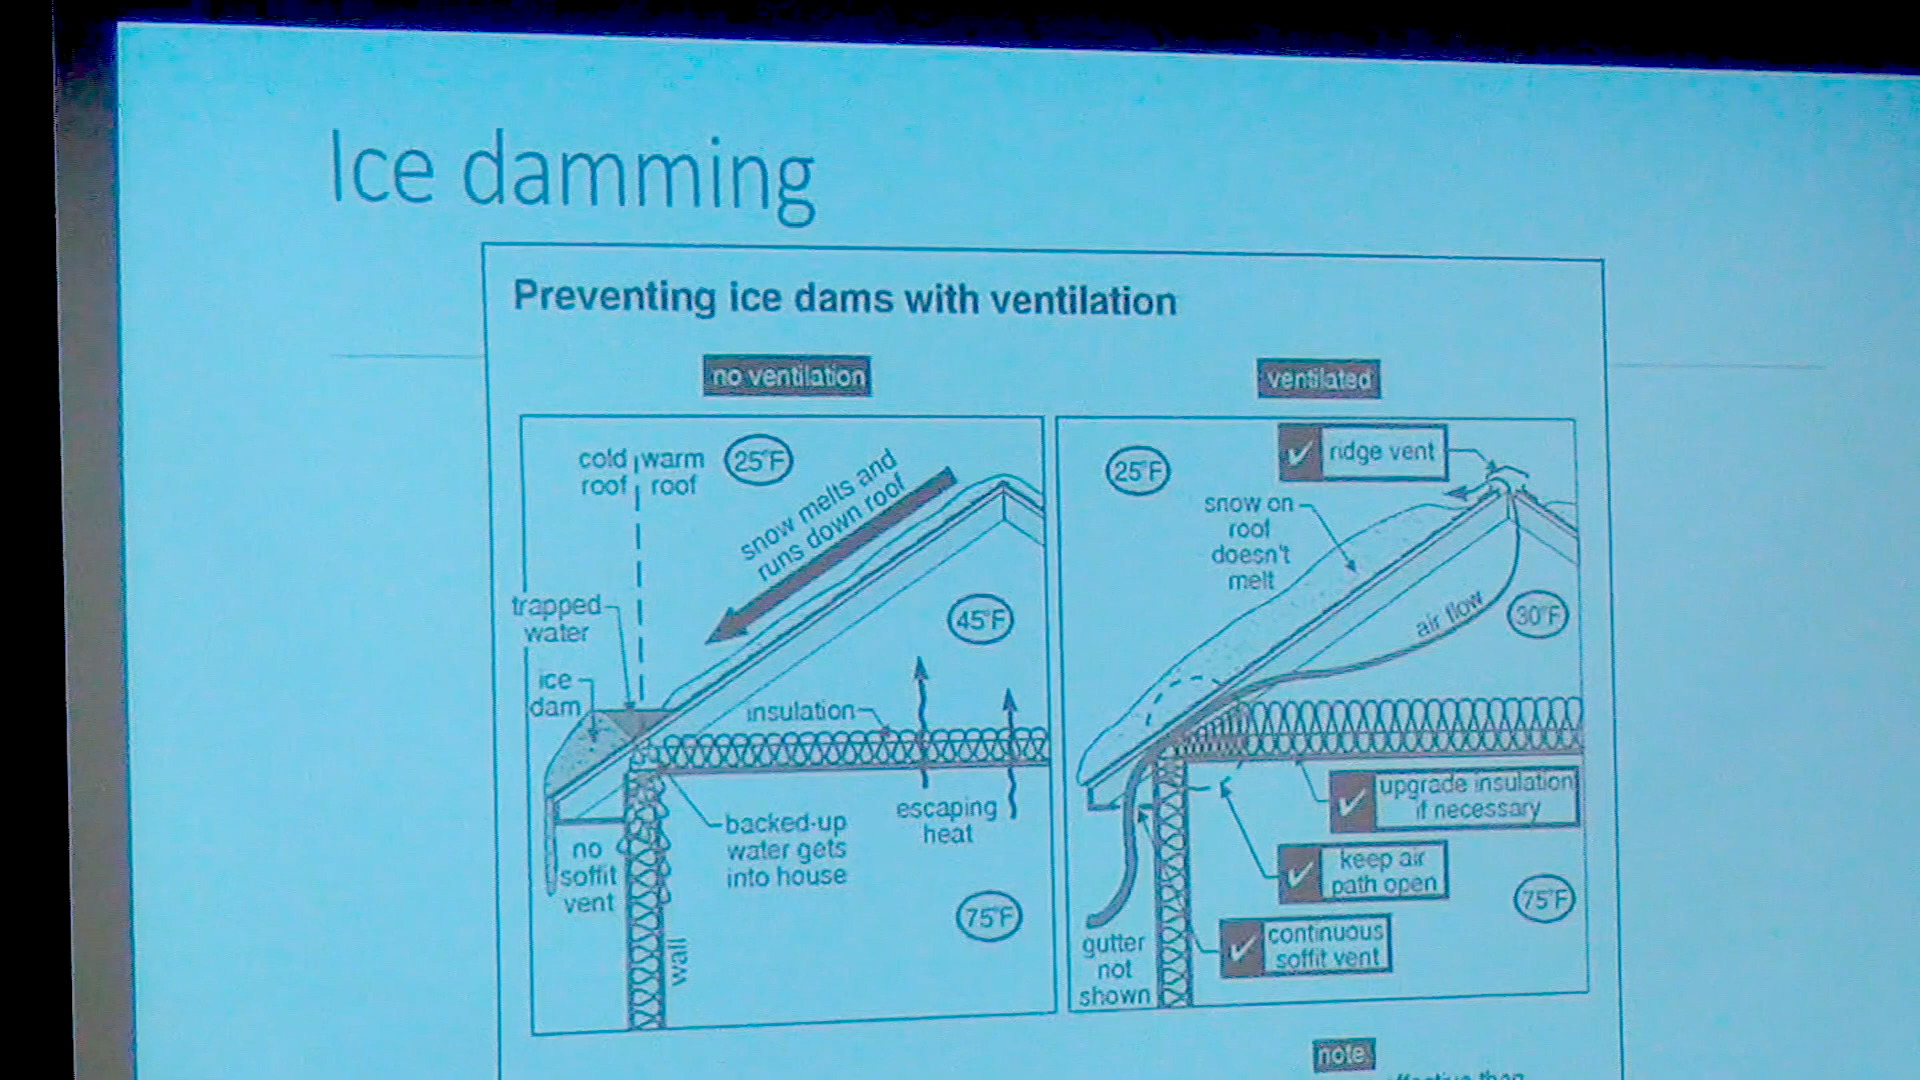 Ice damming
Preventing ice dams with ventilation
no ventilation
cold warm
roof roof
25°F
snow melts and
runs down roof
trapped
water
ice
dam
45°F
insulation
escaping
heat
backed-up
water gets
into house
no
soffit
vent
75°F
wall
ventilated
25°F
ridge vent
snow on
roof
doesn't
melt
air flow
30°F
upgrade insulation
if necessary
keep air
path open
75°F
continuous
soffit vent
gutter
not
shown
note:
than